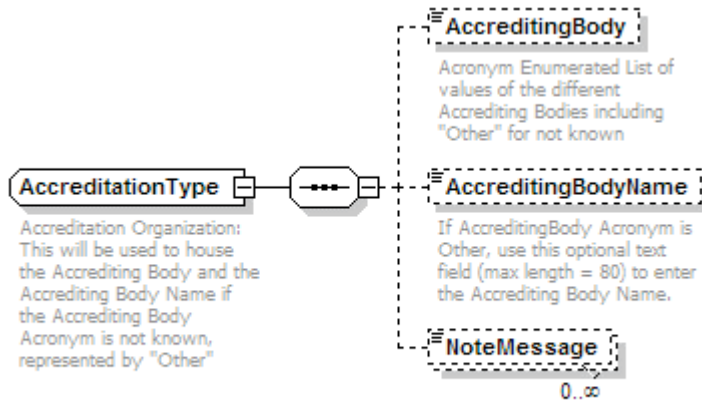 AccreditingBody
Acronym Enumerated List of
values of the different
Accrediting Bodies including
"Other" for not known
AccreditationType
Accreditation Organization:
This will be used to house
the Accrediting Body and the
Accrediting Body Name if
the Accrediting Body
Acronym is not known,
represented by "Other"
AccreditingBodyName
If AccreditingBody Acronym is
Other, use this optional text
field (max length = 80) to enter
the Accrediting Body Name.
NoteMessage
0..∞